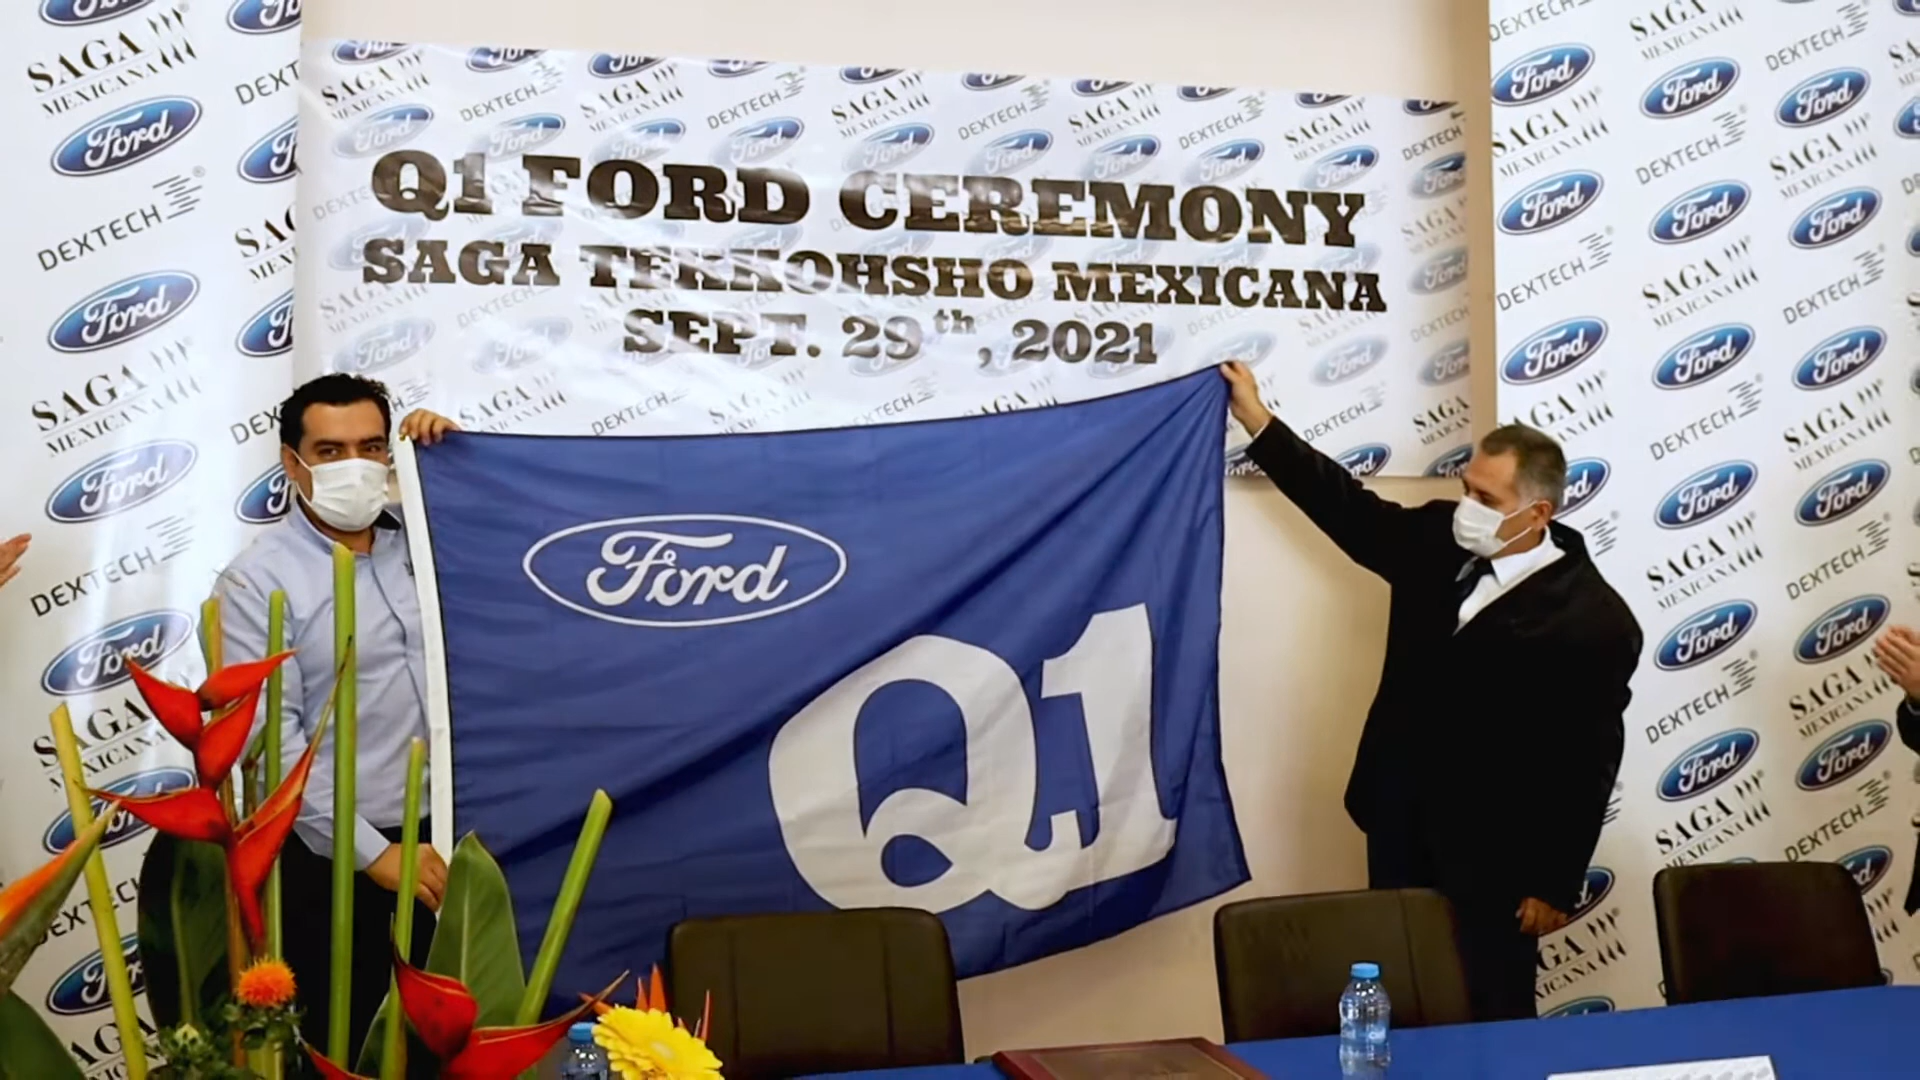 Q1 FORD CEREMONY
SAGA TEKKOHSHO MEXICANA
SEPT. 29th, 2021
Ford
Q1
SAGA
MEXICANA
Ford
DEXTECH